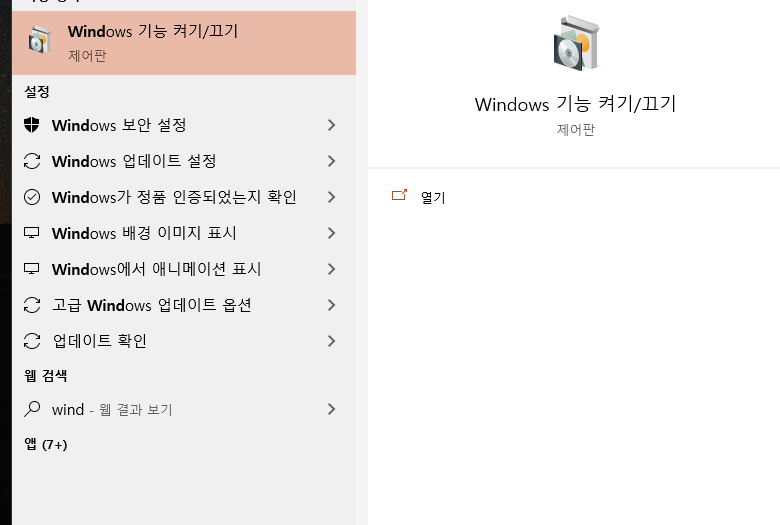 Windows 기능 켜기/끄기
제어판
설정
Windows 보안 설정
Windows 업데이트 설정
Windows가 정품 인증되었는지 확인
Windows 배경 이미지 표시
Windows에서 애니메이션 표시
고급 Windows 업데이트 옵션
업데이트 확인
웹 검색
wind - 웹 결과 보기
앱 (7+)
Windows 기능 켜기/끄기
제어판
열기